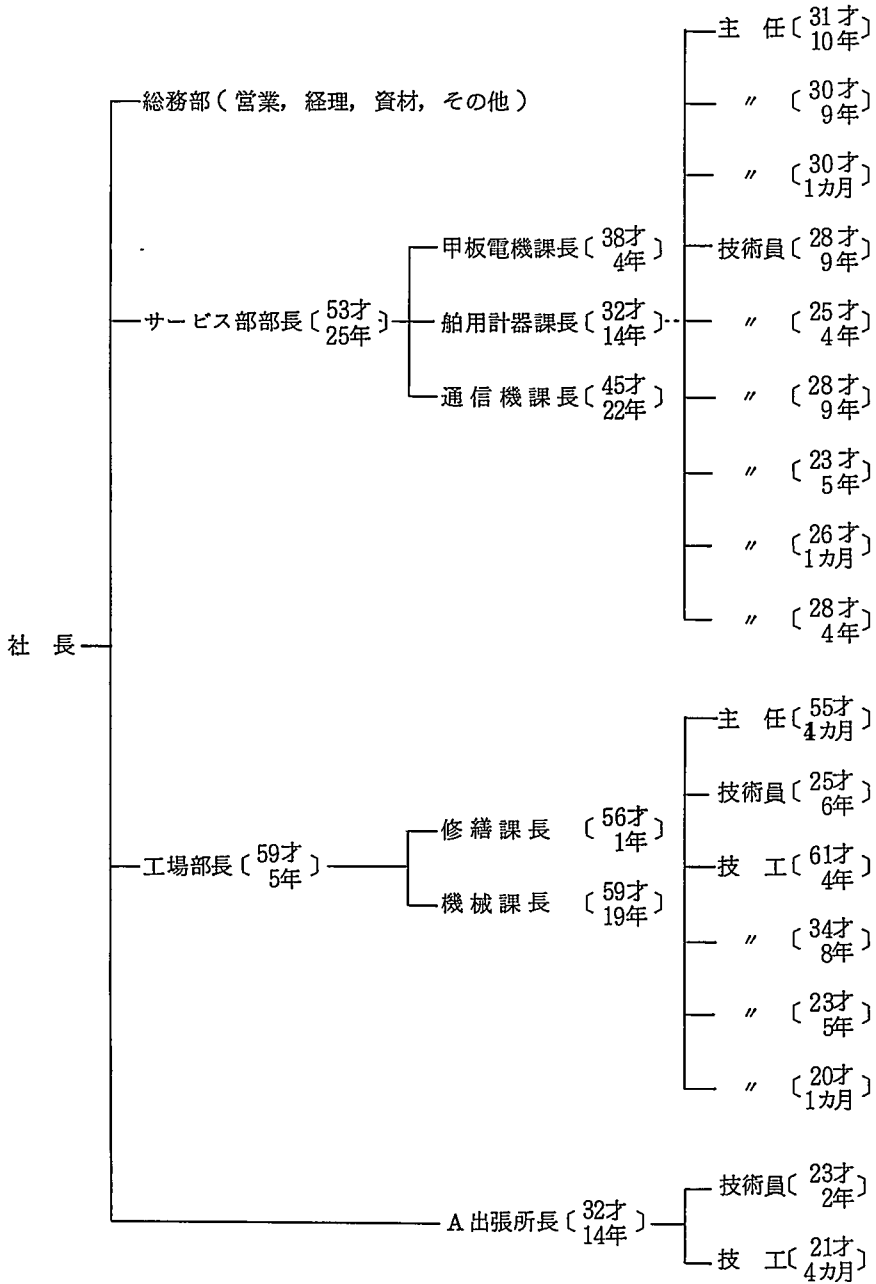 主 任〔31才 10年〕
総務部（営業，経理，資材，その他）
〃〔30才 9年〕
〃〔30才 1カ月〕
甲板電機課長〔38才 4年〕
技術員〔28才 9年〕
サービス部部長〔53才 25年〕
舶用計器課長〔32才 14年〕
〃〔25才 4年〕
通信機課長〔45才 22年〕
〃〔28才 9年〕
〃〔23才 5年〕
〃〔26才 1カ月〕
〃〔28才 4年〕
社 長
主 任〔55才 4カ月〕
技術員〔25才 6年〕
修繕課長〔56才 1年〕
工場部長〔59才 5年〕
技 工〔61才 4年〕
機械課長〔59才 19年〕
〃〔34才 8年〕
〃〔23才 5年〕
〃〔20才 1カ月〕
技術員〔23才 2年〕
A出張所長〔32才 14年〕
技 工〔21才 4カ月〕